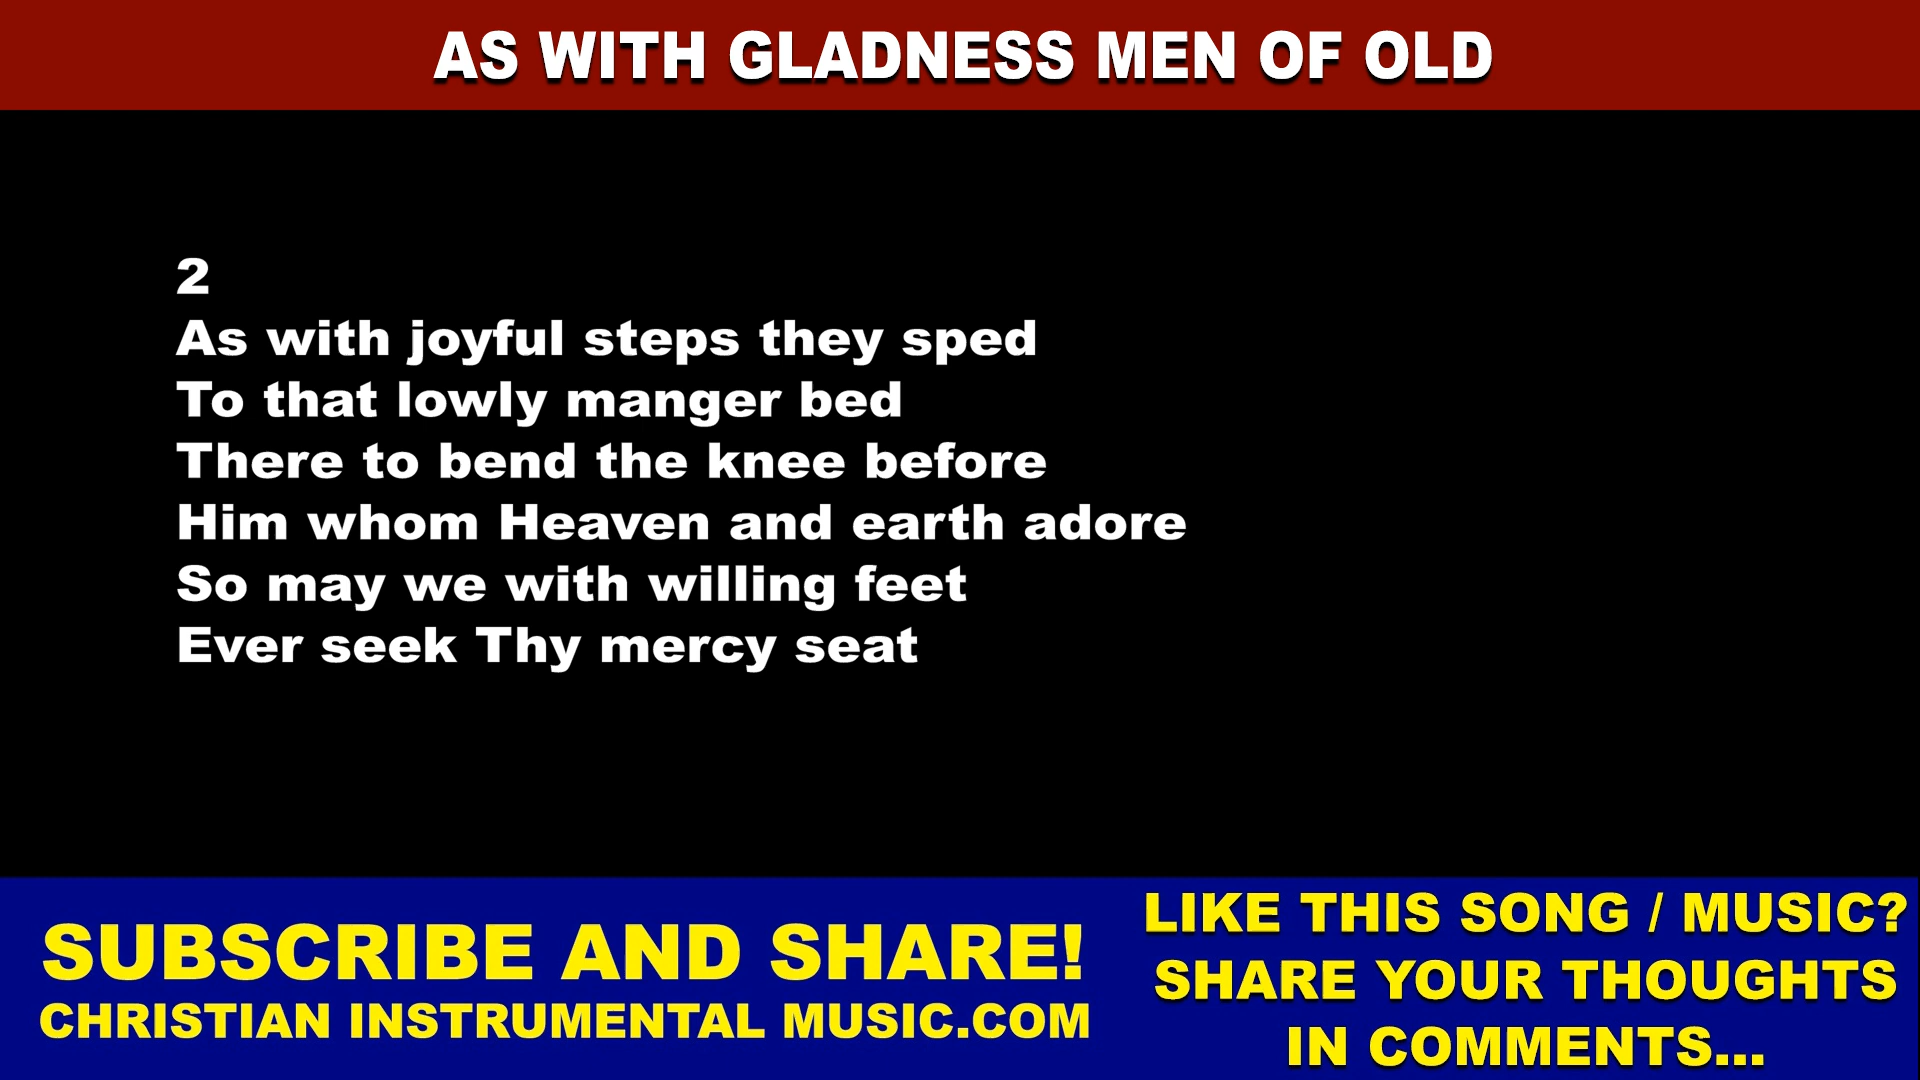 AS WITH GLADNESS MEN OF OLD
2
As with joyful steps they sped
To that lowly manger bed
There to bend the knee before
Him whom Heaven and earth adore
So may we with willing feet
Ever seek Thy mercy seat
SUBSCRIBE AND SHARE!
CHRISTIAN INSTRUMENTAL MUSIC.COM
LIKE THIS SONG / MUSIC?
SHARE YOUR THOUGHTS
IN COMMENTS...